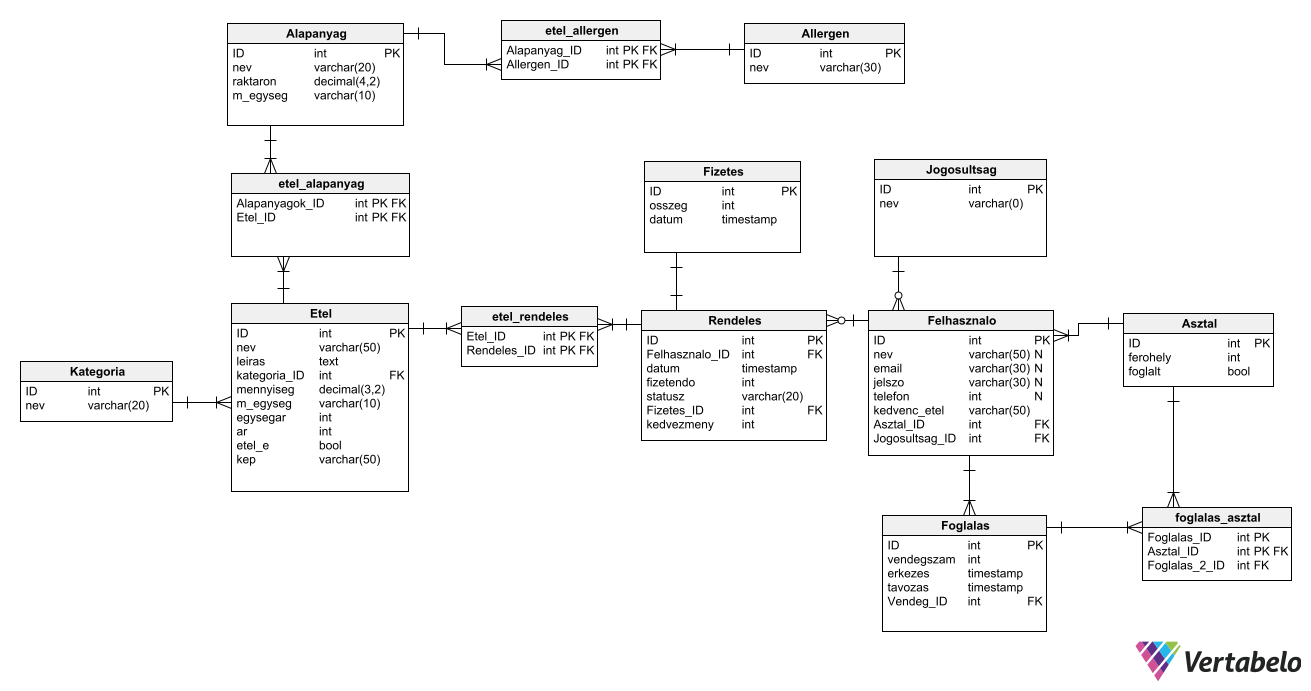 Alapanyag
ID int PK
nev varchar(20)
raktaron decimal(4,2)
m_egyseg varchar(10)
etel_allergen
Alapanyag_ID int PK FK
Allergen_ID int PK FK
Allergen
ID int PK
nev varchar(30)
etel_alapanyag
Alapanyagok_ID int PK FK
Etel_ID int PK FK
Fizetes
ID int PK
osszeg int
datum timestamp
Jogosultsag
ID int PK
nev varchar(0)
Kategoria
ID int PK
nev varchar(20)
Etel
ID int PK
nev varchar(50)
leiras text
kategoria_ID int FK
mennyiseg decimal(3,2)
m_egyseg varchar(10)
egysegar int
ar int
etel_e bool
kep varchar(50)
etel_rendeles
Etel_ID int PK FK
Rendeles_ID int PK FK
Rendeles
ID int PK
Felhasznalo_ID int FK
datum timestamp
fizetendo int
statusz varchar(20)
Fizetes_ID int FK
kedvezmeny int
Felhasznalo
ID int PK
nev varchar(50) N
email varchar(30) N
jelszo varchar(30) N
telefon int N
kedvenc_etel varchar(50)
Asztal_ID int FK
Jogosultsag_ID int FK
Asztal
ID int PK
ferohely int
foglalt bool
Foglalas
ID int PK
vendegszam int
erkezes timestamp
tavozas timestamp
Vendeg_ID int FK
foglalas_asztal
Foglalas_ID int PK
Asztal_ID int PK FK
Foglalas_2_ID int FK
Vertabelo